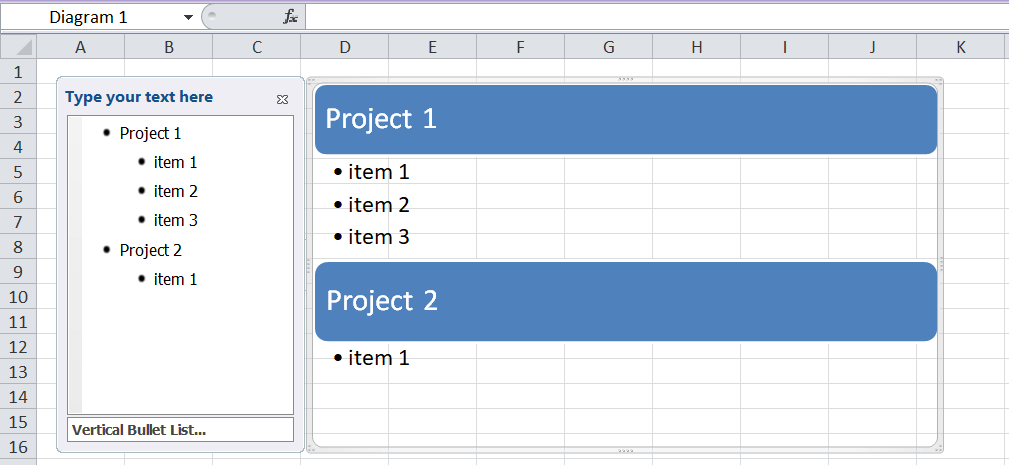 Diagram 1
fx
A B C D E F G H I J K
1
2
3
4
5
6
7
8
9
10
11
12
13
14
15
16
Type your text here
• Project 1
• item 1
• item 2
• item 3
• Project 2
• item 1
Vertical Bullet List...
Project 1
• item 1
• item 2
• item 3
Project 2
• item 1